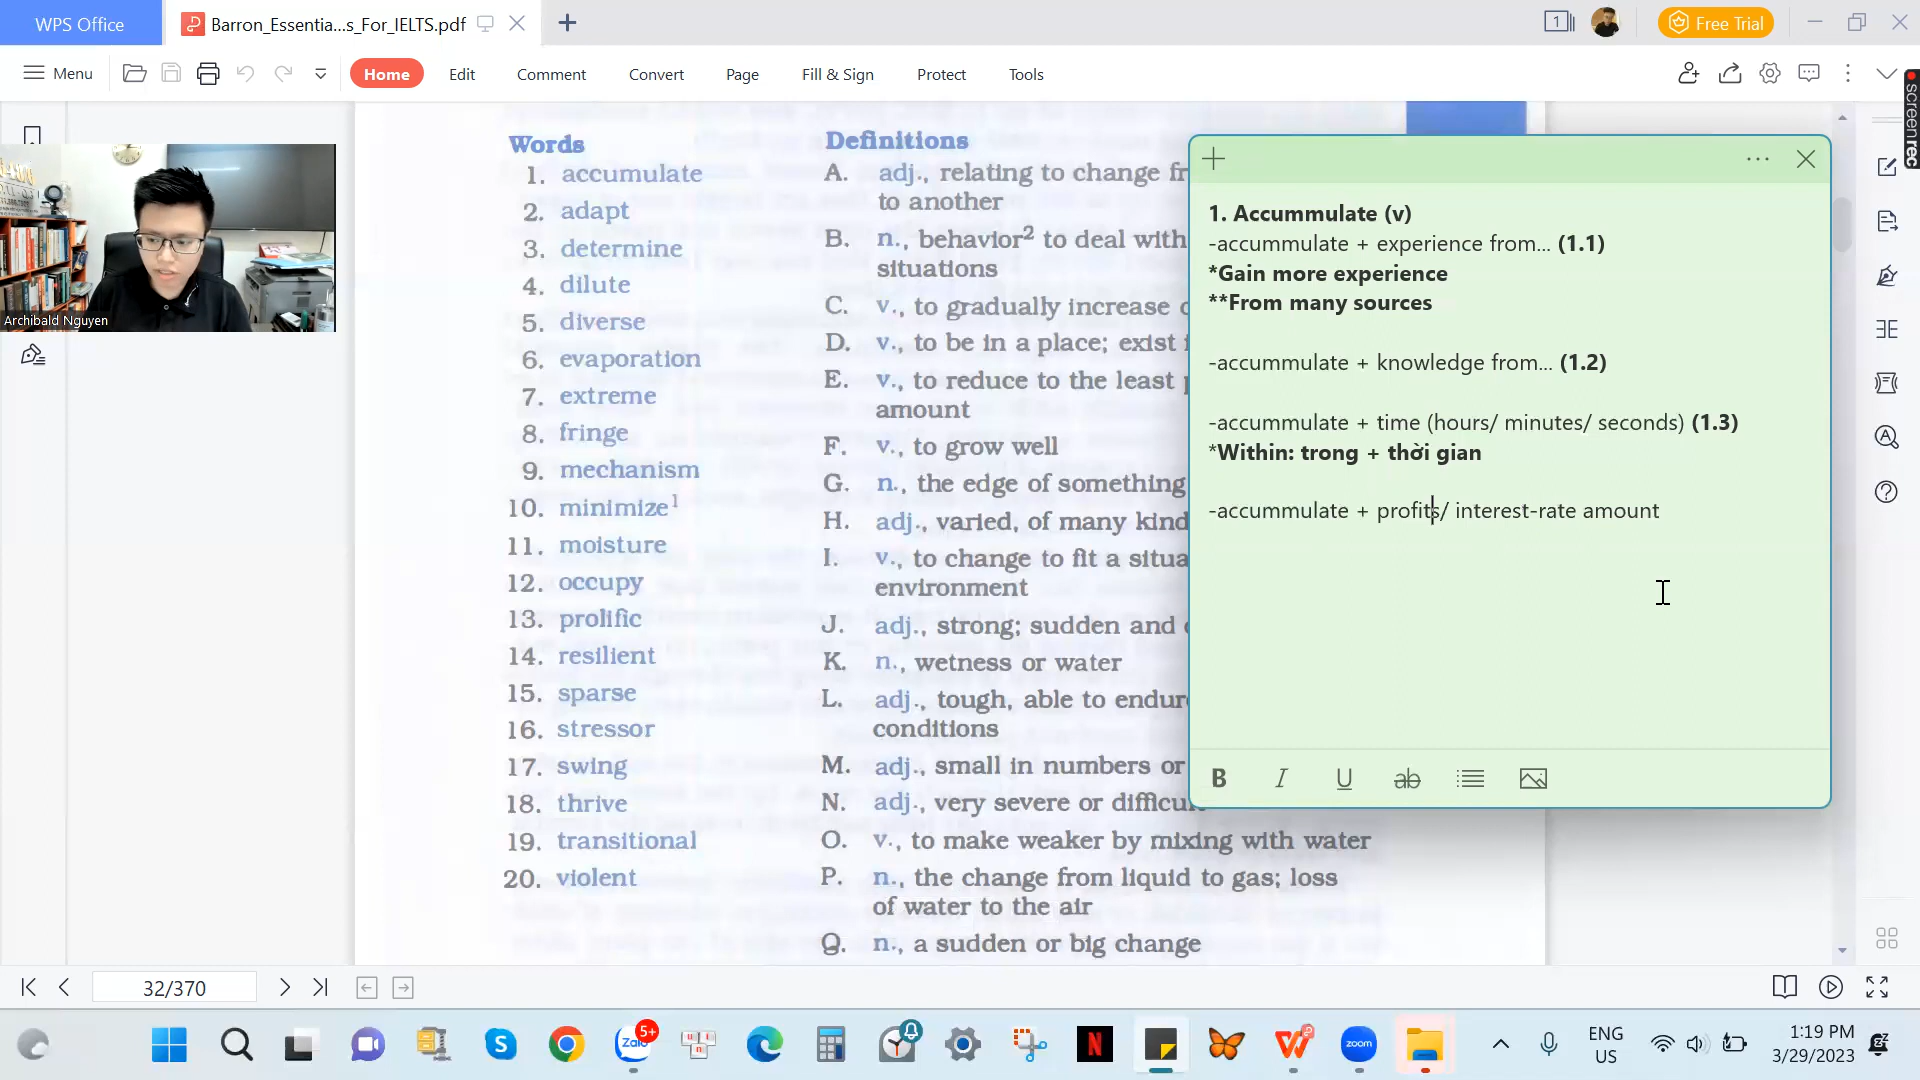 WPS Office
Barron_Essentia...s_For_IELTS.pdf
1
Free Trial
Menu
Home
Edit
Comment
Convert
Page
Fill & Sign
Protect
Tools
screenrec
Archibald Nguyen
Words
1. accumulate
2. adapt
3. determine
4. dilute
5. diverse
6. evaporation
7. extreme
8. fringe
9. mechanism
10. minimize1
11. moisture
12. occupy
13. prolific
14. resilient
15. sparse
16. stressor
17. swing
18. thrive
19. transitional
20. violent
Definitions
A. adj., relating to change
to another
B. n., behavior2 to deal with
situations
C. v., to gradually increase
D. v., to be in a place; exist
E. v., to reduce to the least
amount
F. v., to grow well
G. n., the edge of something
H. adj., varied, of many
I. v., to change to fit a
environment
J. adj., strong; sudden and
K. n., wetness or water
L. adj., tough, able to
conditions
M. adj., small in numbers or
N. adj., very severe or
O. v., to make weaker by mixing with water
P. n., the change from liquid to gas; loss
of water to the air
Q. n., a sudden or big change
1. Accummulate (v)
-accummulate + experience from... (1.1)
*Gain more experience
**From many sources
-accummulate + knowledge from... (1.2)
-accummulate + time (hours/ minutes/ seconds) (1.3)
*Within: trong + thời gian
-accummulate + profits/ interest-rate amount
B I U ab
32/370
5+
Zalo
zoom
ENG
US
1:19 PM
3/29/2023